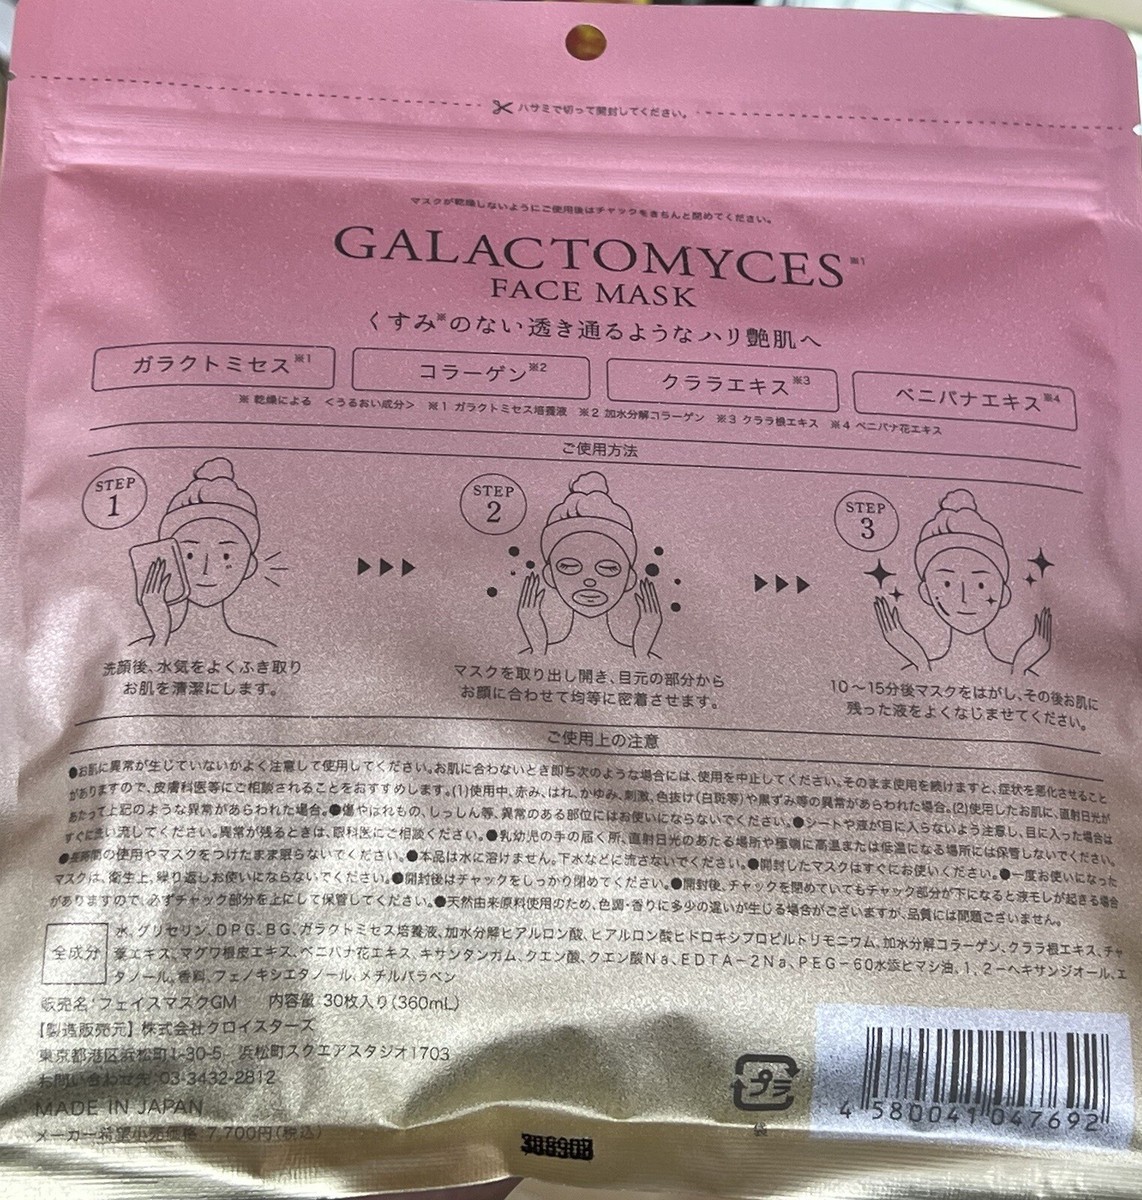 ハサミで切って開封してください。
マスクが乾燥しないようにご使用後はチャックをきちんと閉めてください。
GALACTOMYCES※1
FACE MASK
くすみ※のない透き通るようなハリ艶肌へ
ガラクトミセス※1 コラーゲン※2 クララエキス※3 ベニバナエキス※4
※ 乾燥による <うるおい成分> ※1 ガラクトミセス培養液 ※2 加水分解コラーゲン ※3 クララ根エキス ※4 ベニバナ花エキス
ご使用方法
STEP 1
STEP 2
STEP 3
洗顔後、水気をよくふき取り
お肌を清潔にします。
マスクを取り出し開き、目元の部分から
お顔に合わせて均等に密着させます。
10～15分後マスクをはがし、その後お肌に
残った液をよくなじませてください。
ご使用上の注意
●お肌に異常が生じていないかよく注意して使用してください。お肌に合わないとき即ち次のような場合には、使用を中止してください。そのまま使用を続けますと、症状を悪化させること
がありますので、皮膚科医等にご相談されることをおすすめします。(1)使用中、赤み、はれ、かゆみ、刺激、色抜け(白斑等)や黒ずみ等の異常があらわれた場合。(2)使用したお肌に、直射日光が
あたって上記のような異常があらわれた場合。●傷やはれもの、しっしん等、異常のある部位にはお使いにならないでください。●シートや液が目に入らないよう注意し、目に入った場合は
すぐに洗い流してください。異常が残るときは、眼科医にご相談ください。●乳幼児の手の届く所、直射日光のあたる場所や極端に高温または低温になる場所には保管しないでください。
●長時間の使用やマスクをつけたまま眠らないでください。●本品は水に溶けません。下水などに流さないでください。●開封したマスクはすぐにお使いください。●一度お使いになった
マスクは、衛生上、繰り返しお使いにならないでください。●開封後はチャックをしっかり閉めてください。●開封後、チャックを閉めていてもチャック部分が下になると液モレが起きる場合
がありますので、必ずチャック部分を上にして保管してください。●天然由来原料使用のため、色調・香りに多少の違いが生じる場合がございますが、品質には問題ございません。
全成分
水、グリセリン、DPG、BG、ガラクトミセス培養液、加水分解ヒアルロン酸、ヒアルロン酸ヒドロキシプロピルトリモニウム、加水分解コラーゲン、クララ根エキス、チャ
葉エキス、マグワ根皮エキス、ベニバナ花エキス、キサンタンガム、クエン酸、クエン酸Na、EDTA－2Na、PEG－60水添ヒマシ油、1，2－ヘキサンジオール、エ
タノール、香料、フェノキシエタノール、メチルパラベン
販売名：フェイスマスクGM 内容量 30枚入り(360mL)
【製造販売元】株式会社クロイスターズ
東京都港区浜松町1-30-5 浜松町スクエアスタジオ1703
お問い合わせ先：03-3432-2812
MADE IN JAPAN
メーカー希望小売価格：7,700円(税込)
プラ
袋
4 580041 047692